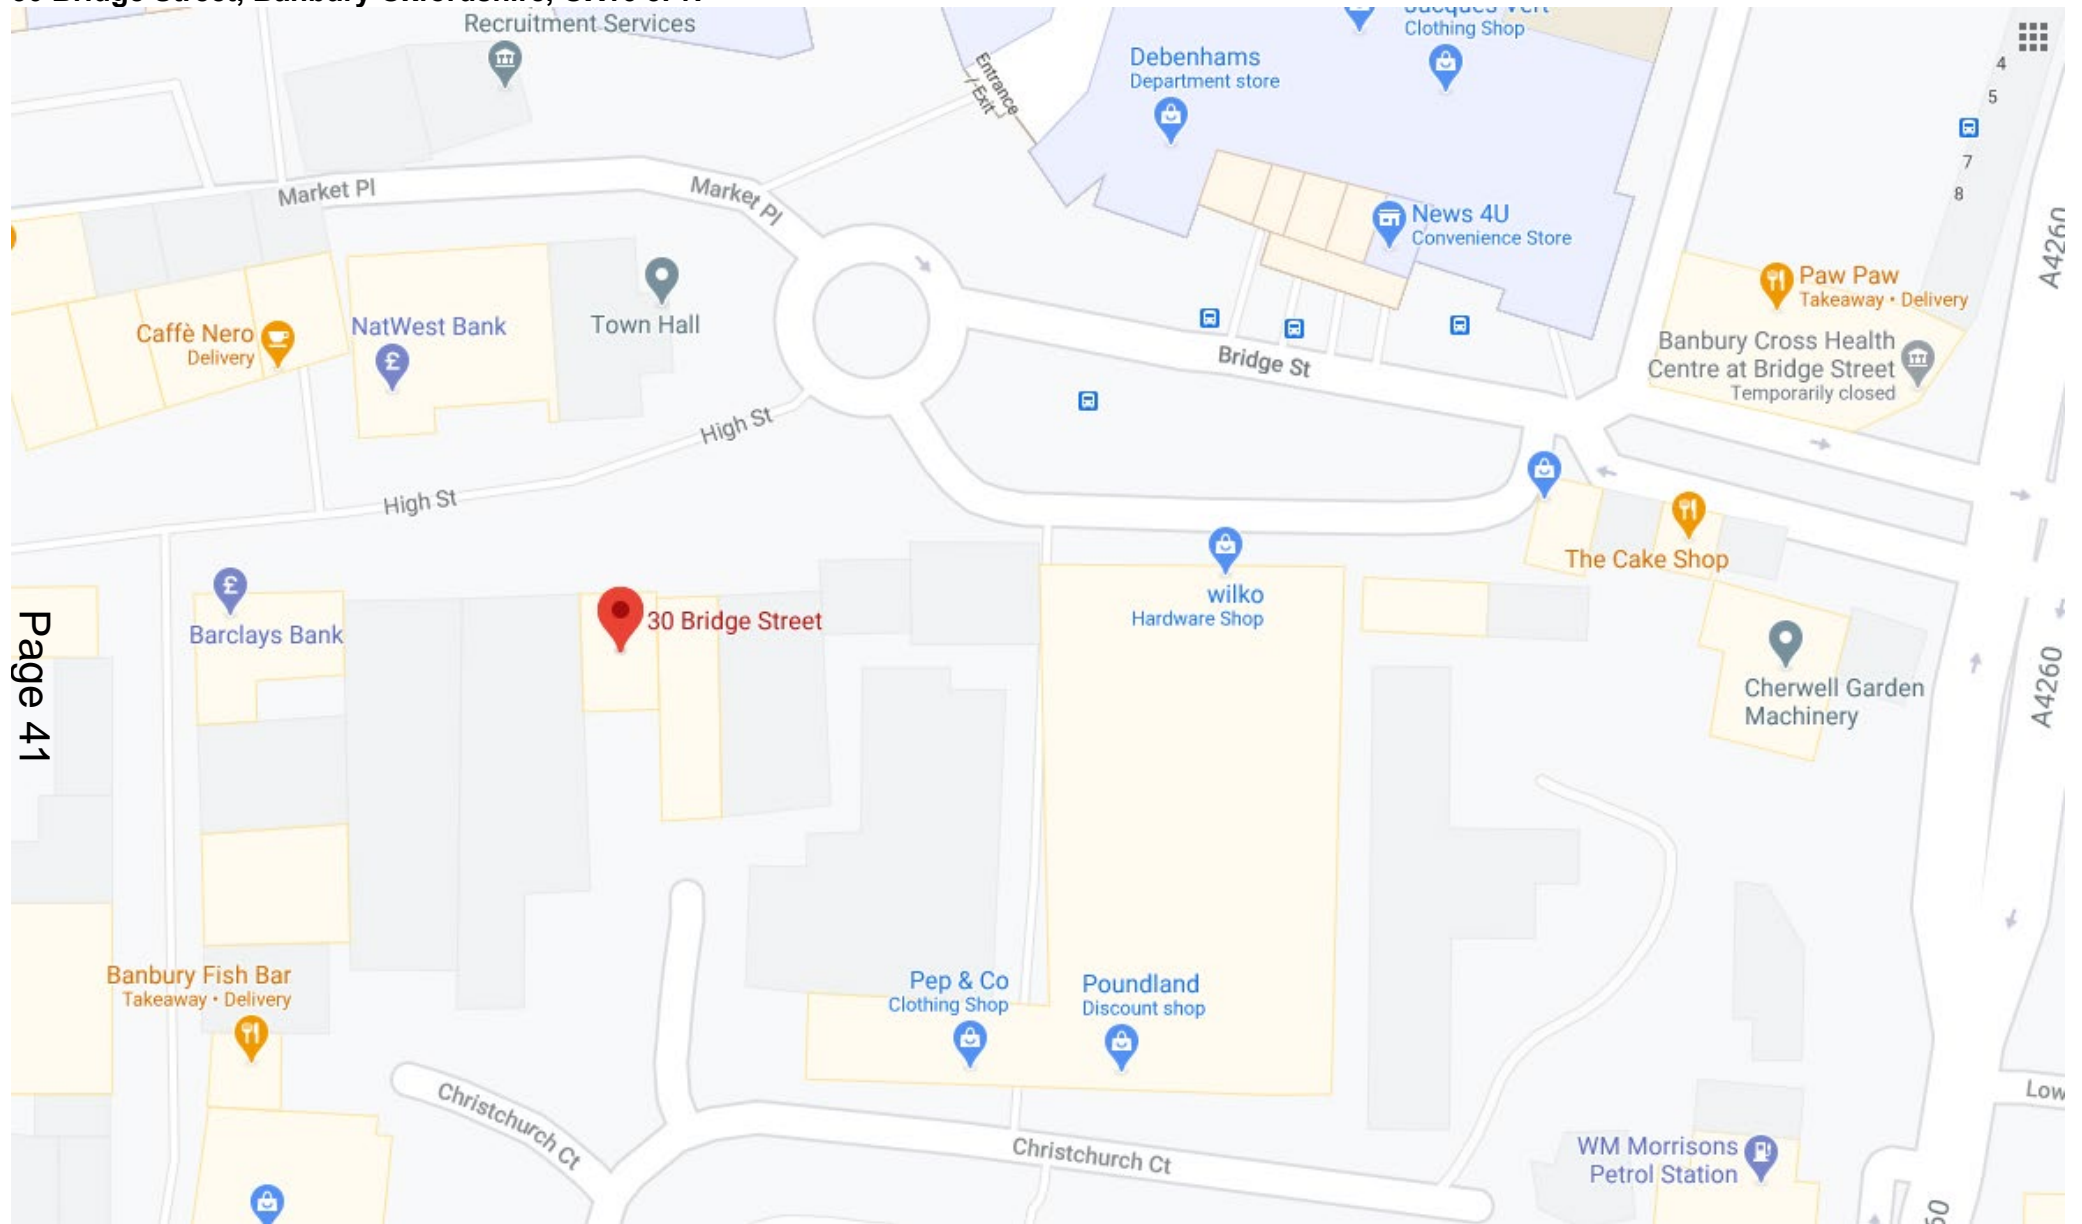 Recruitment Services
Clothing Shop
Debenhams
Department store
Entrance
/ Exit
4
5
7
8
Market Pl
Market Pl
News 4U
Convenience Store
A4260
Paw Paw
Takeaway • Delivery
Caffè Nero
Delivery
NatWest Bank
Town Hall
Bridge St
Banbury Cross Health
Centre at Bridge Street
Temporarily closed
High St
High St
The Cake Shop
wilko
Hardware Shop
Barclays Bank
30 Bridge Street
Page 41
A4260
Cherwell Garden
Machinery
Banbury Fish Bar
Takeaway • Delivery
Pep & Co
Clothing Shop
Poundland
Discount shop
Christchurch Ct
Christchurch Ct
Low
WM Morrisons
Petrol Station
60